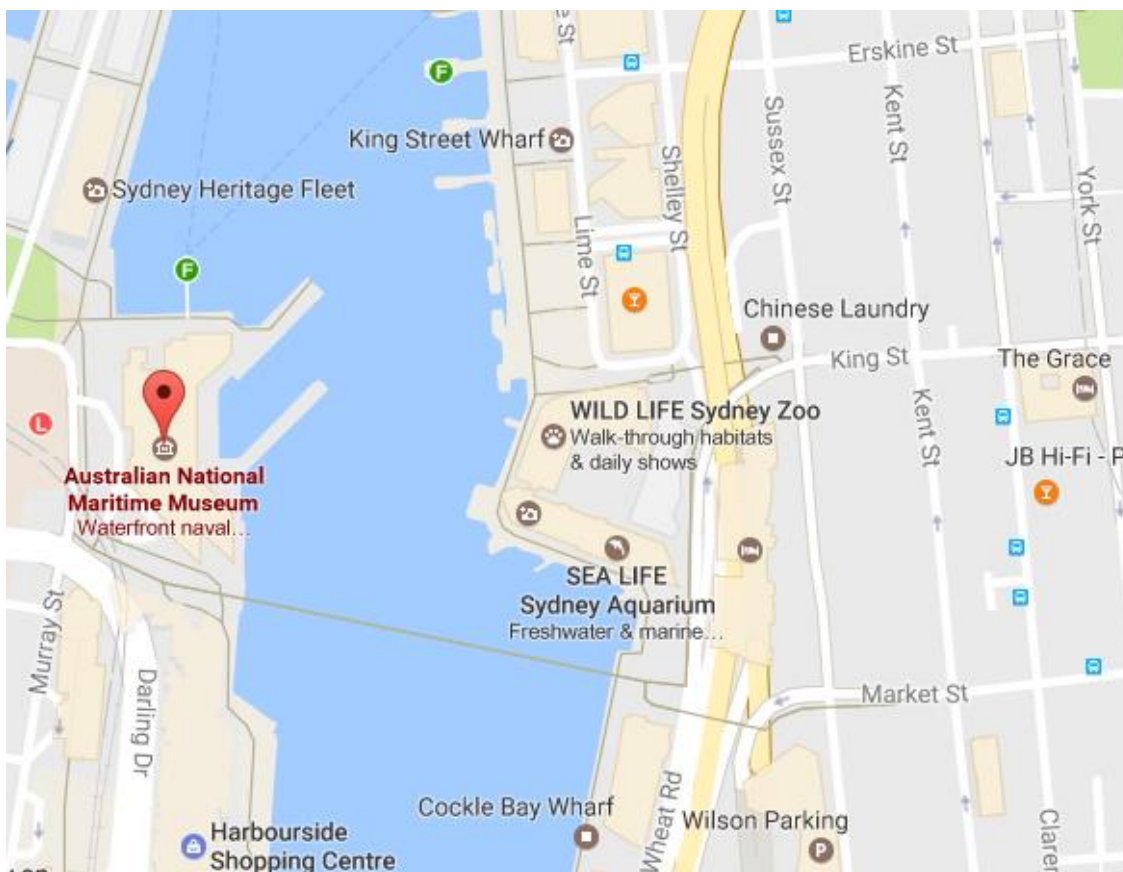 Erskine St
King Street Wharf
Sydney Heritage Fleet
Shelley St
Sussex St
Kent St
York St
Lime St
Chinese Laundry
King St
The Grace
WILD LIFE Sydney Zoo
Walk-through habitats
& daily shows
Kent St
JB Hi-Fi - P
Australian National
Maritime Museum
Waterfront naval...
SEA LIFE
Sydney Aquarium
Freshwater & marine...
Murray St
Darling Dr
Market St
Cockle Bay Wharf
Wheat Rd
Wilson Parking
Harbourside
Shopping Centre
Claren
F
F
L
P
e St